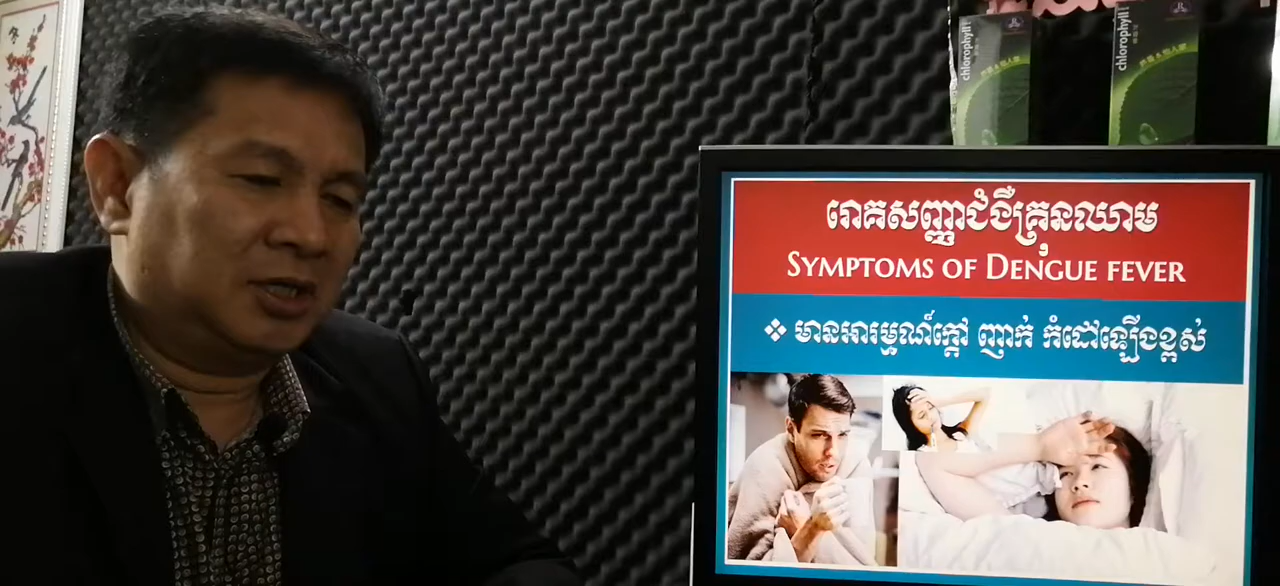 chlorophyll
chlorophyll
រោគសញ្ញាជំងឺគ្រុនឈាម
SYMPTOMS OF DENGUE FEVER
❖ មានអារម្មណ៍ក្តៅ ញាក់ កំដៅឡើងខ្ពស់